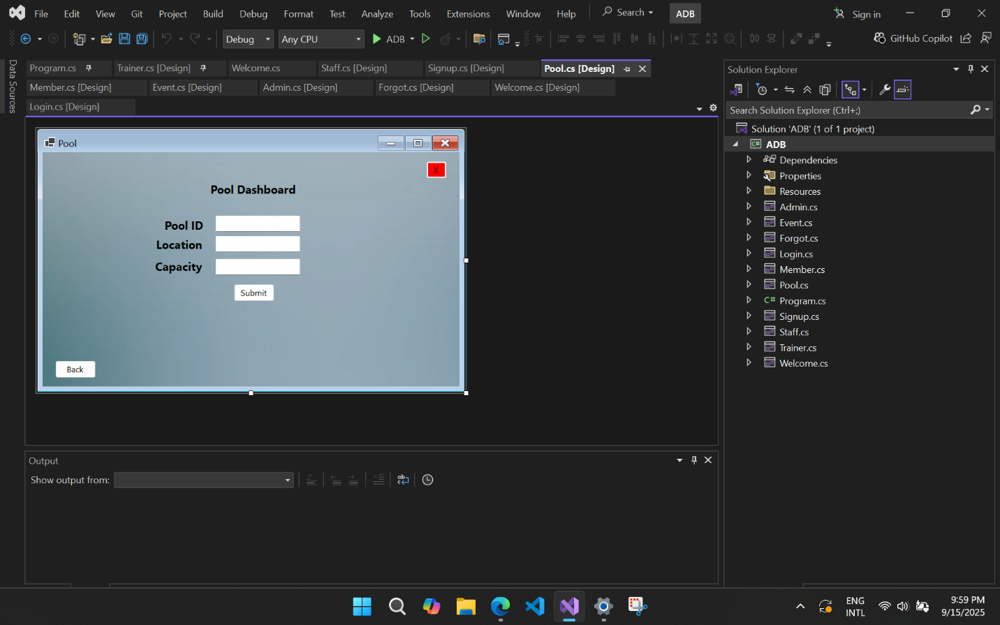 File Edit View Git Project Build Debug Format Test Analyze Tools Extensions Window Help Search ADB Sign in
Debug Any CPU ADB GitHub Copilot
Data Sources
Program.cs Trainer.cs [Design] Welcome.cs Staff.cs [Design] Signup.cs [Design] Pool.cs [Design]
Member.cs [Design] Event.cs [Design] Admin.cs [Design] Forgot.cs [Design] Welcome.cs [Design]
Login.cs [Design]
Pool
X
Pool Dashboard
Pool ID
Location
Capacity
Submit
Back
Output
Show output from:
Solution Explorer
Search Solution Explorer (Ctrl+;)
Solution 'ADB' (1 of 1 project)
C# ADB
Dependencies
Properties
Resources
Admin.cs
Event.cs
Forgot.cs
Login.cs
Member.cs
Pool.cs
C# Program.cs
Signup.cs
Staff.cs
Trainer.cs
Welcome.cs
ENG
INTL
9:59 PM
9/15/2025